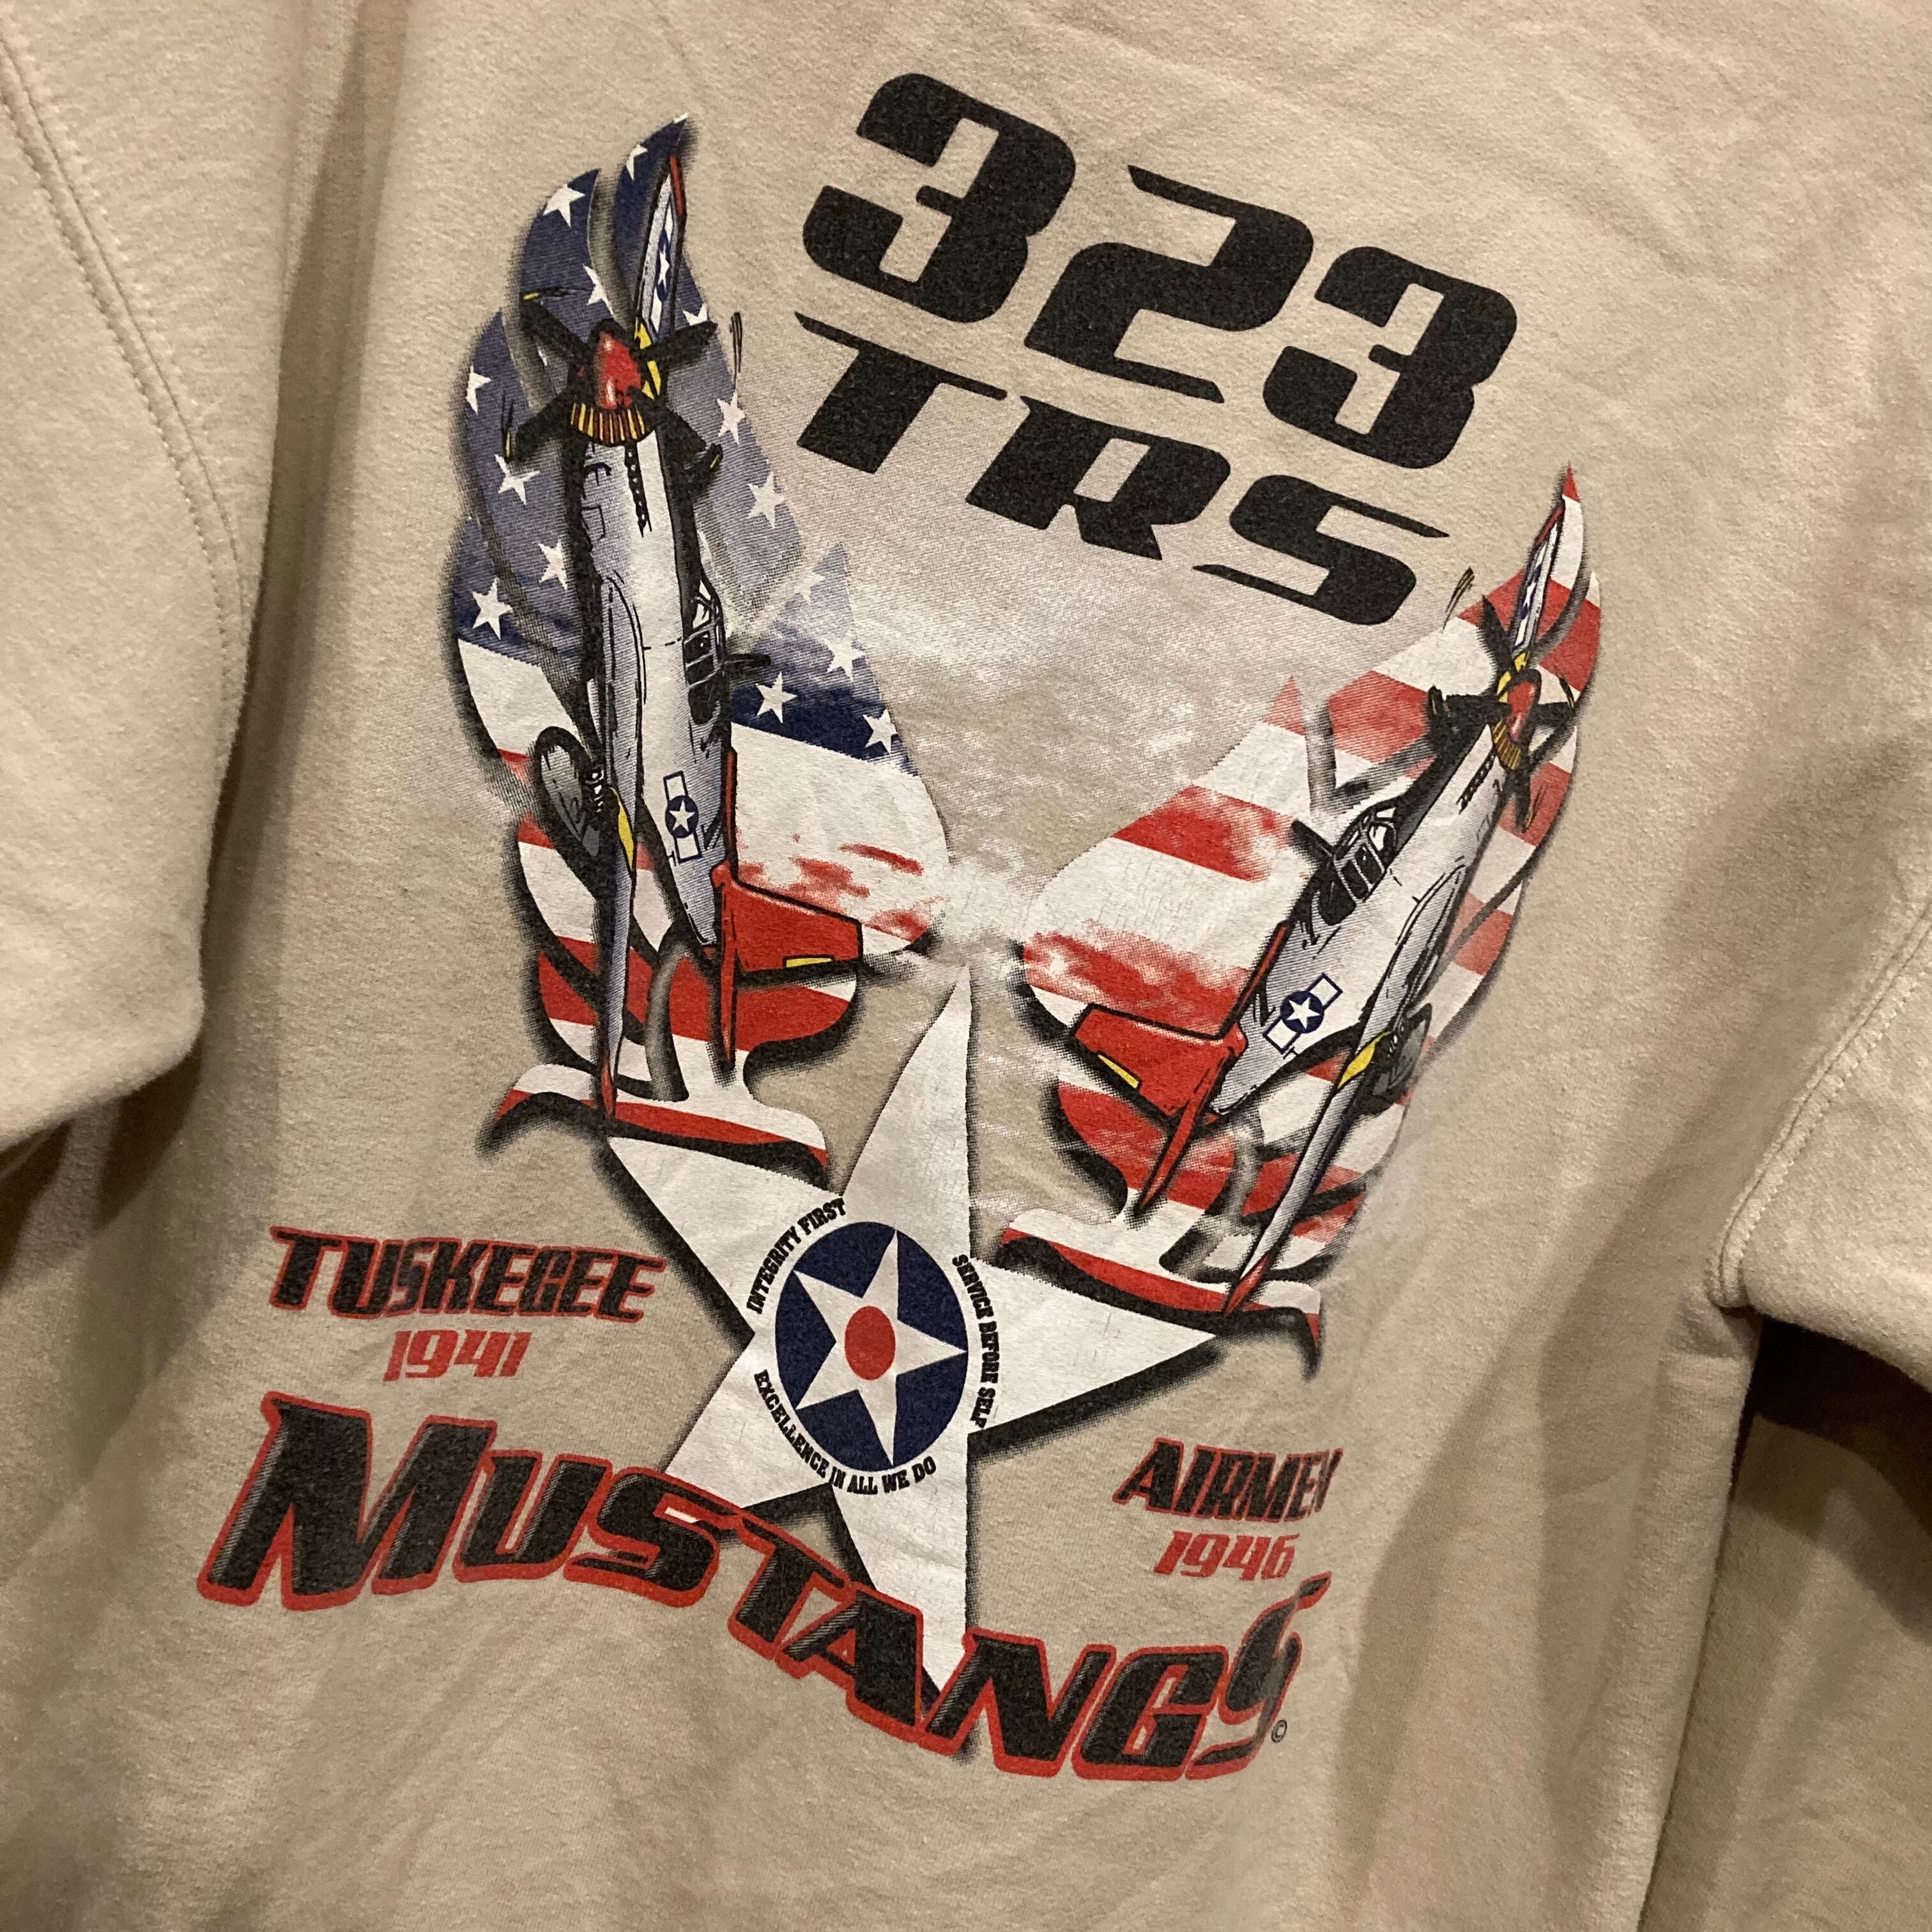 323
TRS
INTEGRITY FIRST
SERVICE BEFORE SELF
EXCELLENCE IN ALL WE DO
TUSKEGEE
1941
AIRMEN
1946
MUSTANGS
©